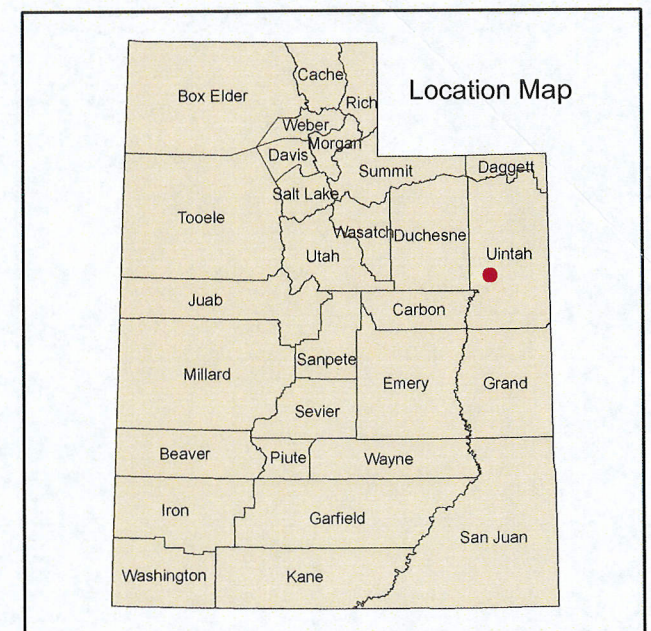 Location Map
Cache
Box Elder
Rich
Weber
Morgan
Davis
Summit
Daggett
Salt Lake
Tooele
Wasatch
Duchesne
Utah
Uintah
Juab
Carbon
Sanpete
Millard
Emery
Grand
Sevier
Beaver
Piute
Wayne
Iron
Garfield
San Juan
Washington
Kane